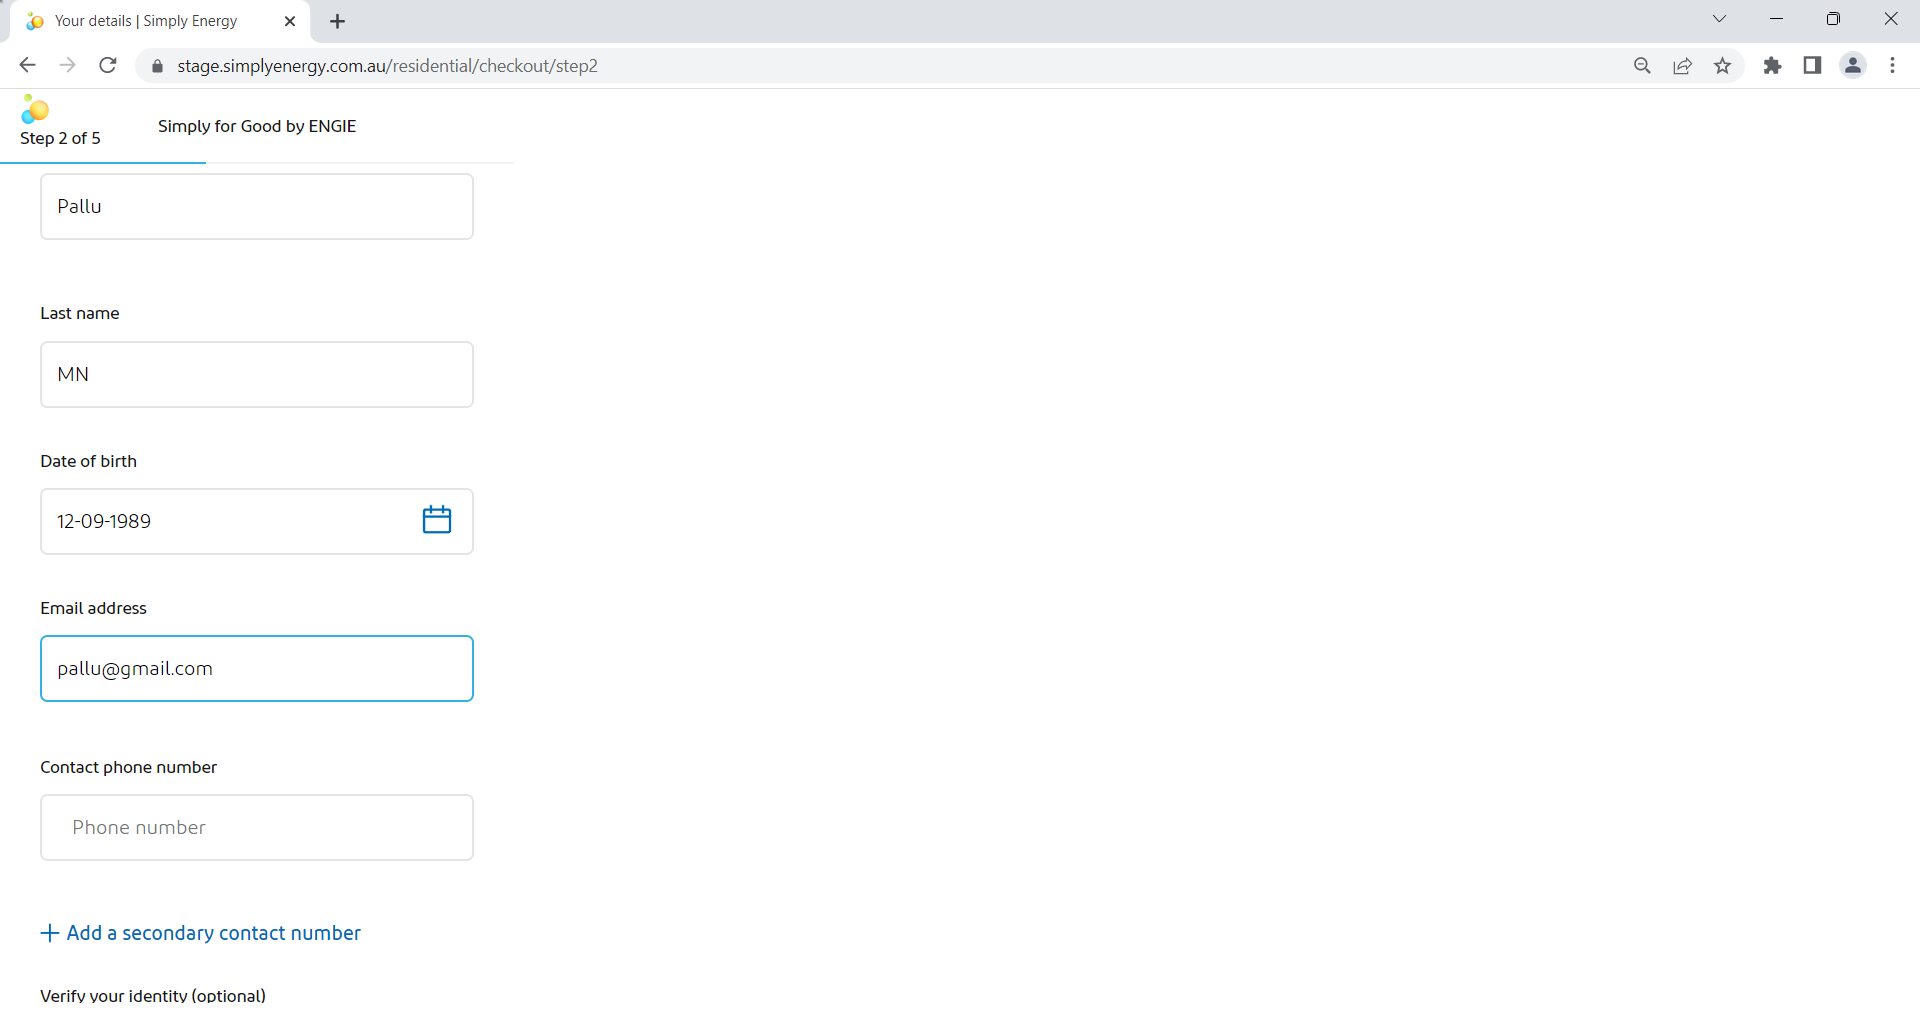 Your details | Simply Energy
stage.simplyenergy.com.au/residential/checkout/step2
Step 2 of 5
Simply for Good by ENGIE
Pallu
Last name
MN
Date of birth
12-09-1989
Email address
pallu@gmail.com
Contact phone number
Phone number
+ Add a secondary contact number
Verify your identity (optional)